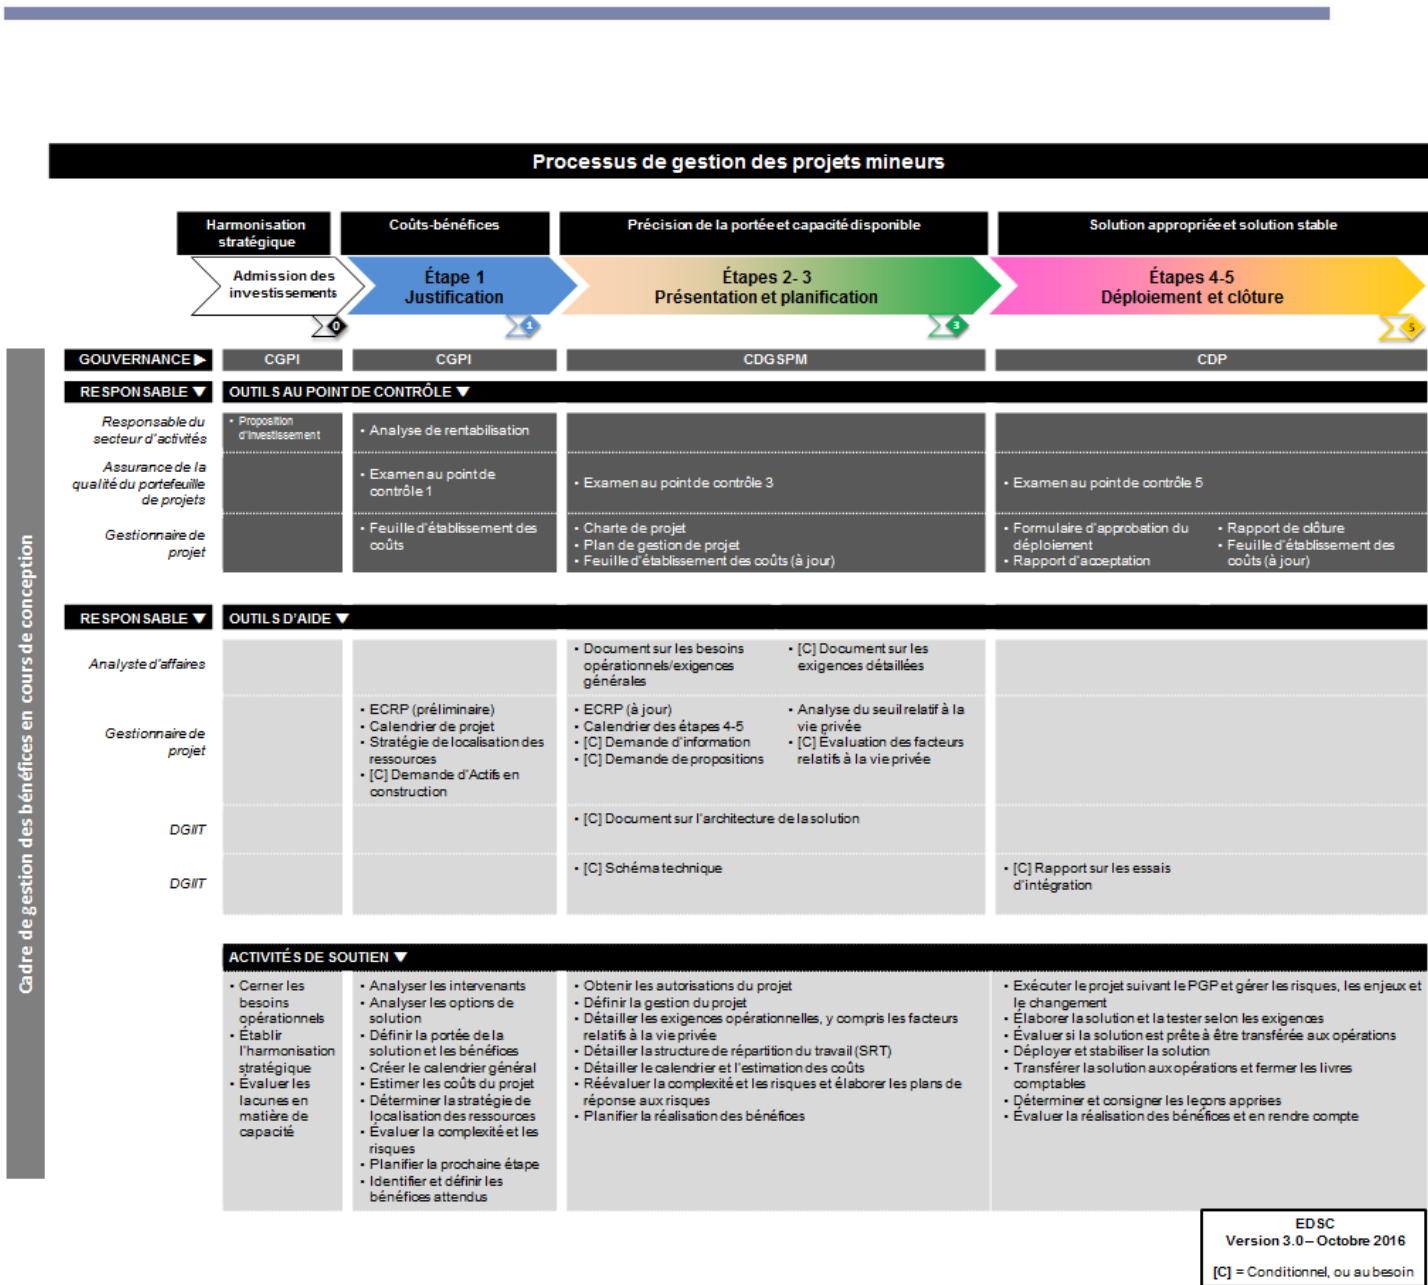 Processus de gestion des projets mineurs
Harmonisation
stratégique
Coûts-bénéfices
Précision de la portée et capacité disponible
Solution appropriée et solution stable
Admission des
investissements
Étape 1
Justification
Étapes 2- 3
Présentation et planification
Étapes 4-5
Déploiement et clôture
0
1
3
5
Cadre de gestion des bénéfices en cours de conception
GOUVERNANCE ▶
CGPI
CGPI
CDGSPM
CDP
RESPONSABLE ▼
OUTILS AU POINT DE CONTRÔLE ▼
Responsable du
secteur d'activités
• Proposition
d'investissement
• Analyse de rentabilisation
Assurance de la
qualité du portefeuille
de projets
• Examen au point de
contrôle 1
• Examen au point de contrôle 3
• Examen au point de contrôle 5
Gestionnaire de
projet
• Feuille d'établissement des
coûts
• Charte de projet
• Plan de gestion de projet
• Feuille d'établissement des coûts (à jour)
• Formulaire d'approbation du
déploiement
• Rapport d'acceptation
• Rapport de clôture
• Feuille d'établissement des
coûts (à jour)
RESPONSABLE ▼
OUTILS D'AIDE ▼
Analyste d'affaires
• Document sur les besoins
opérationnels/exigences
générales
• [C] Document sur les
exigences détaillées
Gestionnaire de
projet
• ECRP (préliminaire)
• Calendrier de projet
• Stratégie de localisation des
ressources
• [C] Demande d'Actifs en
construction
• ECRP (à jour)
• Calendrier des étapes 4-5
• [C] Demande d'information
• [C] Demande de propositions
• Analyse du seuil relatif à la
vie privée
• [C] Évaluation des facteurs
relatifs à la vie privée
DGIIT
• [C] Document sur l'architecture de la solution
DGIIT
• [C] Schéma technique
• [C] Rapport sur les essais
d'intégration
ACTIVITÉS DE SOUTIEN ▼
• Cerner les
besoins
opérationnels
• Établir
l'harmonisation
stratégique
• Évaluer les
lacunes en
matière de
capacité
• Analyser les intervenants
• Analyser les options de
solution
• Définir la portée de la
solution et les bénéfices
• Créer le calendrier général
• Estimer les coûts du projet
• Déterminer la stratégie de
localisation des ressources
• Évaluer la complexité et les
risques
• Planifier la prochaine étape
• Identifier et définir les
bénéfices attendus
• Obtenir les autorisations du projet
• Définir la gestion du projet
• Détailler les exigences opérationnelles, y compris les facteurs
relatifs à la vie privée
• Détailler la structure de répartition du travail (SRT)
• Détailler le calendrier et l'estimation des coûts
• Réévaluer la complexité et les risques et élaborer les plans de
réponse aux risques
• Planifier la réalisation des bénéfices
• Exécuter le projet suivant le PGP et gérer les risques, les enjeux et
le changement
• Élaborer la solution et la tester selon les exigences
• Évaluer si la solution est prête à être transférée aux opérations
• Déployer et stabiliser la solution
• Transférer la solution aux opérations et fermer les livres
comptables
• Déterminer et consigner les leçons apprises
• Évaluer la réalisation des bénéfices et en rendre compte
EDSC
Version 3.0 – Octobre 2016
[C] = Conditionnel, ou au besoin